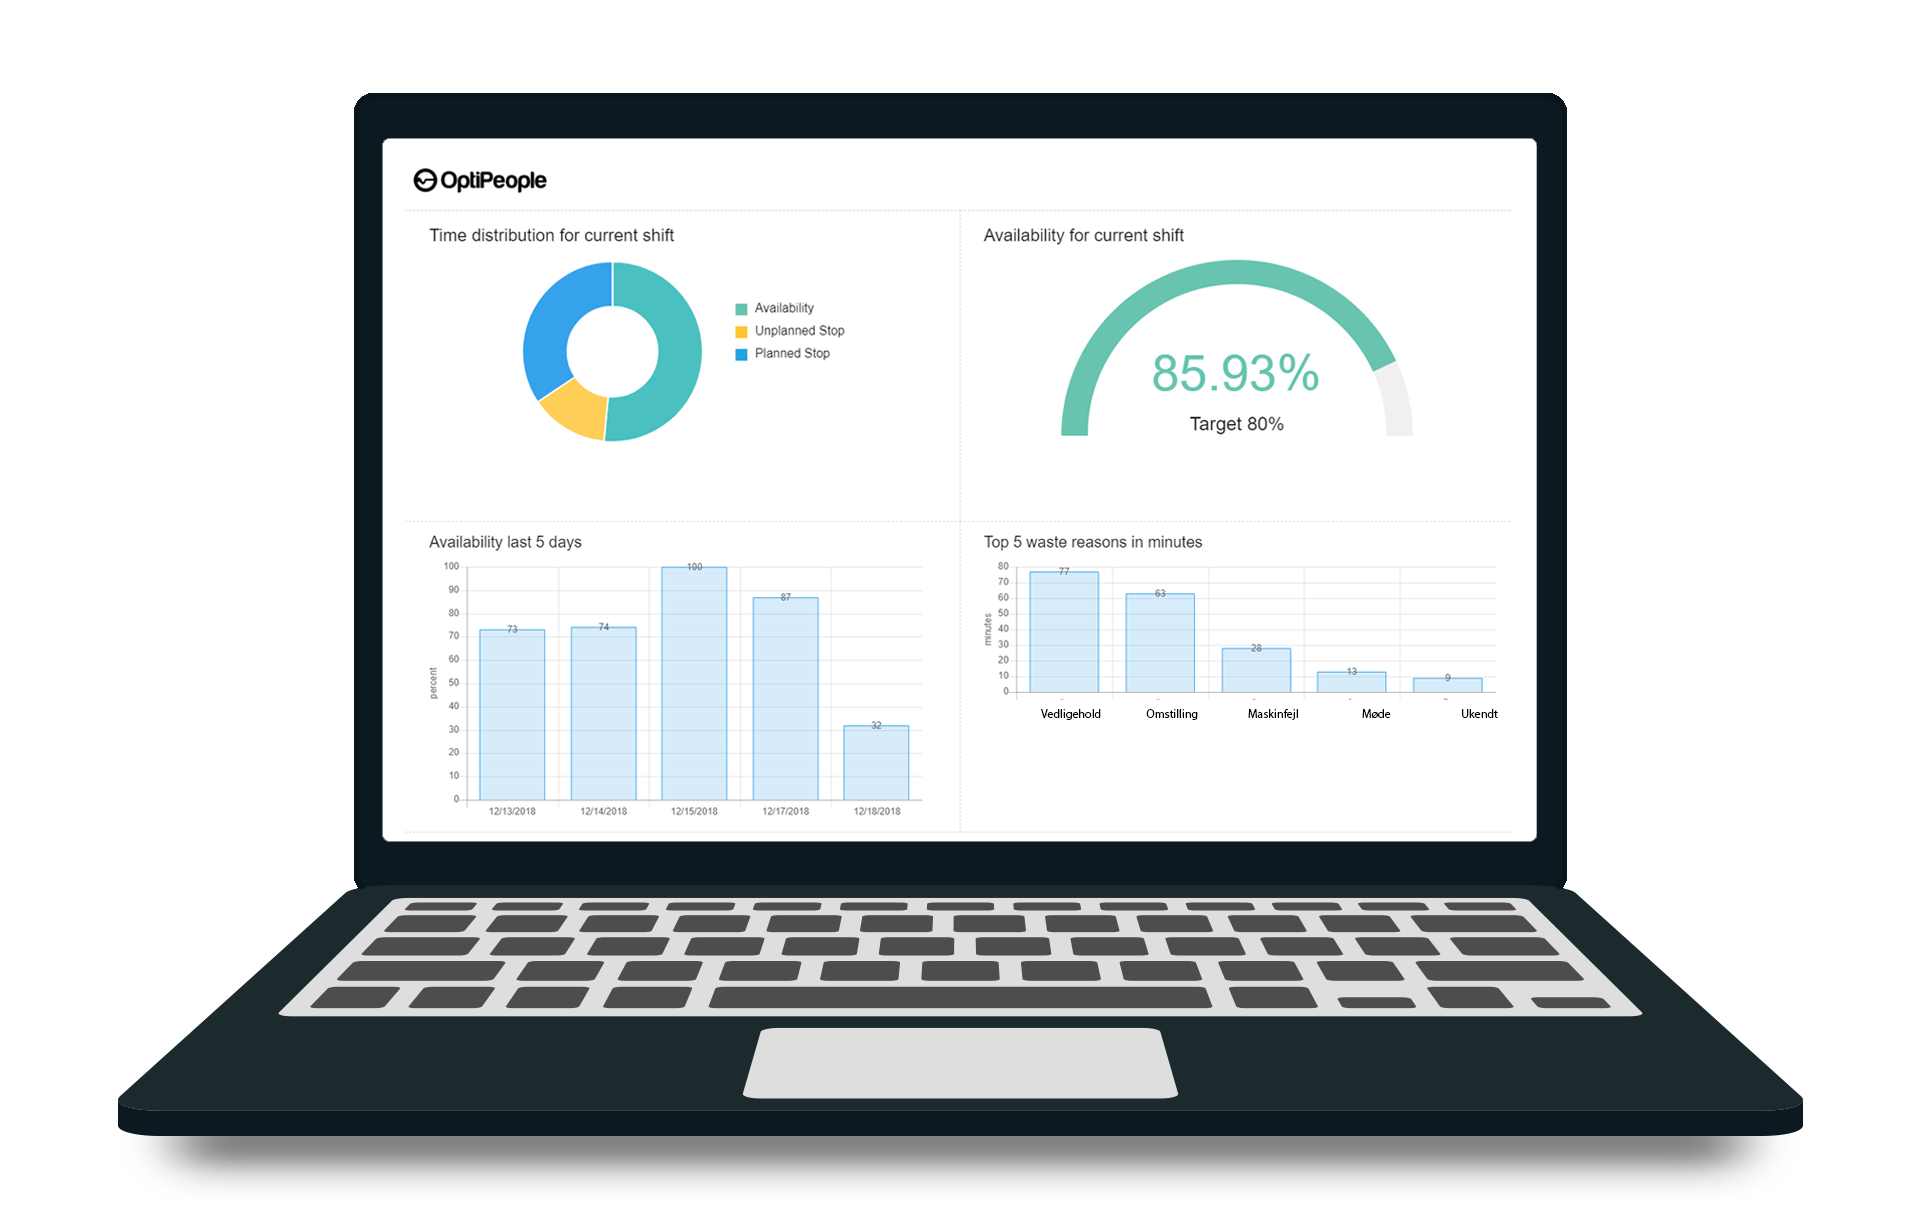 OptiPeople
Time distribution for current shift
Availability
Unplanned Stop
Planned Stop
Availability for current shift
85.93%
Target 80%
Availability last 5 days
percent
100
90
80
70
60
50
40
30
20
10
0
73
74
100
87
32
12/13/2018
12/14/2018
12/15/2018
12/17/2018
12/18/2018
Top 5 waste reasons in minutes
minutes
80
70
60
50
40
30
20
10
0
77
63
28
13
9
Vedligehold
Omstilling
Maskinfejl
Møde
Ukendt